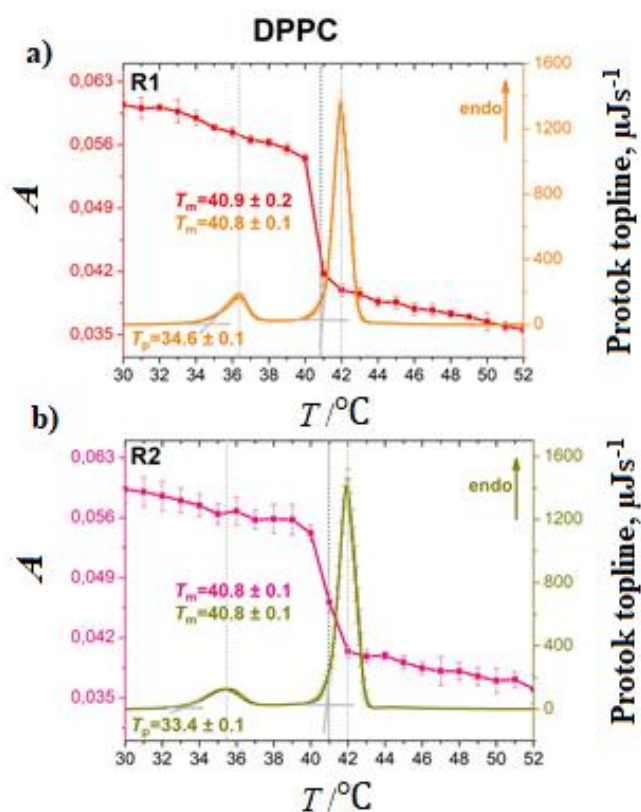 DPPC
a)
R1
endo
T_m=40.9 ± 0.2
T_m=40.8 ± 0.1
T_p=34.6 ± 0.1
0,063
0,056
0,049
0,042
0,035
A
1600
1200
800
400
0
Protok topline, µJs⁻¹
30 32 34 36 38 40 42 44 46 48 50 52
T /°C
b)
R2
endo
T_m=40.8 ± 0.1
T_m=40.8 ± 0.1
T_p=33.4 ± 0.1
0,063
0,056
0,049
0,042
0,035
A
1600
1200
800
400
0
Protok topline, µJs⁻¹
30 32 34 36 38 40 42 44 46 48 50 52
T /°C